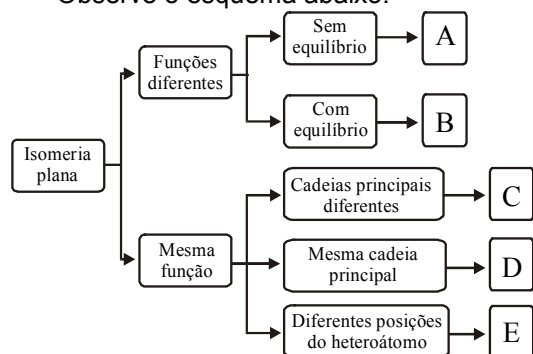 Observe o esquema abaixo:
Sem
equilíbrio
A
Funções
diferentes
Com
equilíbrio
B
Isomeria
plana
Cadeias principais
diferentes
C
Mesma
função
Mesma cadeia
principal
D
Diferentes posições
do heteroátomo
E